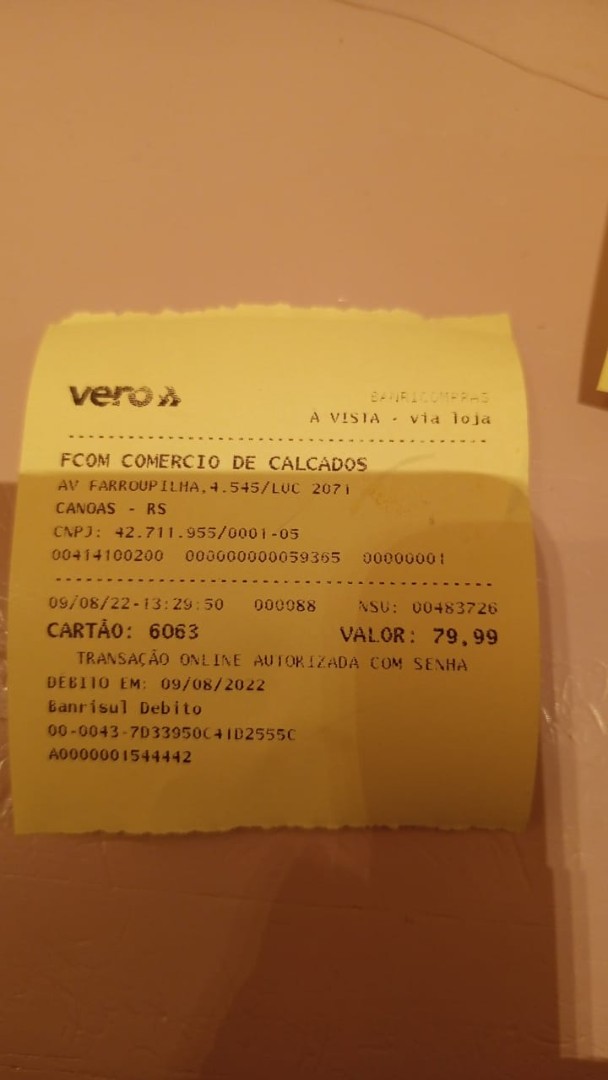 vero
BANRICOMPRAS
A VISTA - via loja
FCOM COMERCIO DE CALCADOS
AV FARROUPILHA,4.545/LUC 2071
CANOAS - RS
CNPJ: 42.711.955/0001-05
00414100200 000000000059365 00000001
09/08/22-13:29:50 000088 NSU: 00483726
CARTÃO: 6063 VALOR: 79,99
TRANSAÇÃO ONLINE AUTORIZADA COM SENHA
DEBITO EM: 09/08/2022
Banrisul Debito
00-0043-7D33950C41D2555C
A0000001544442